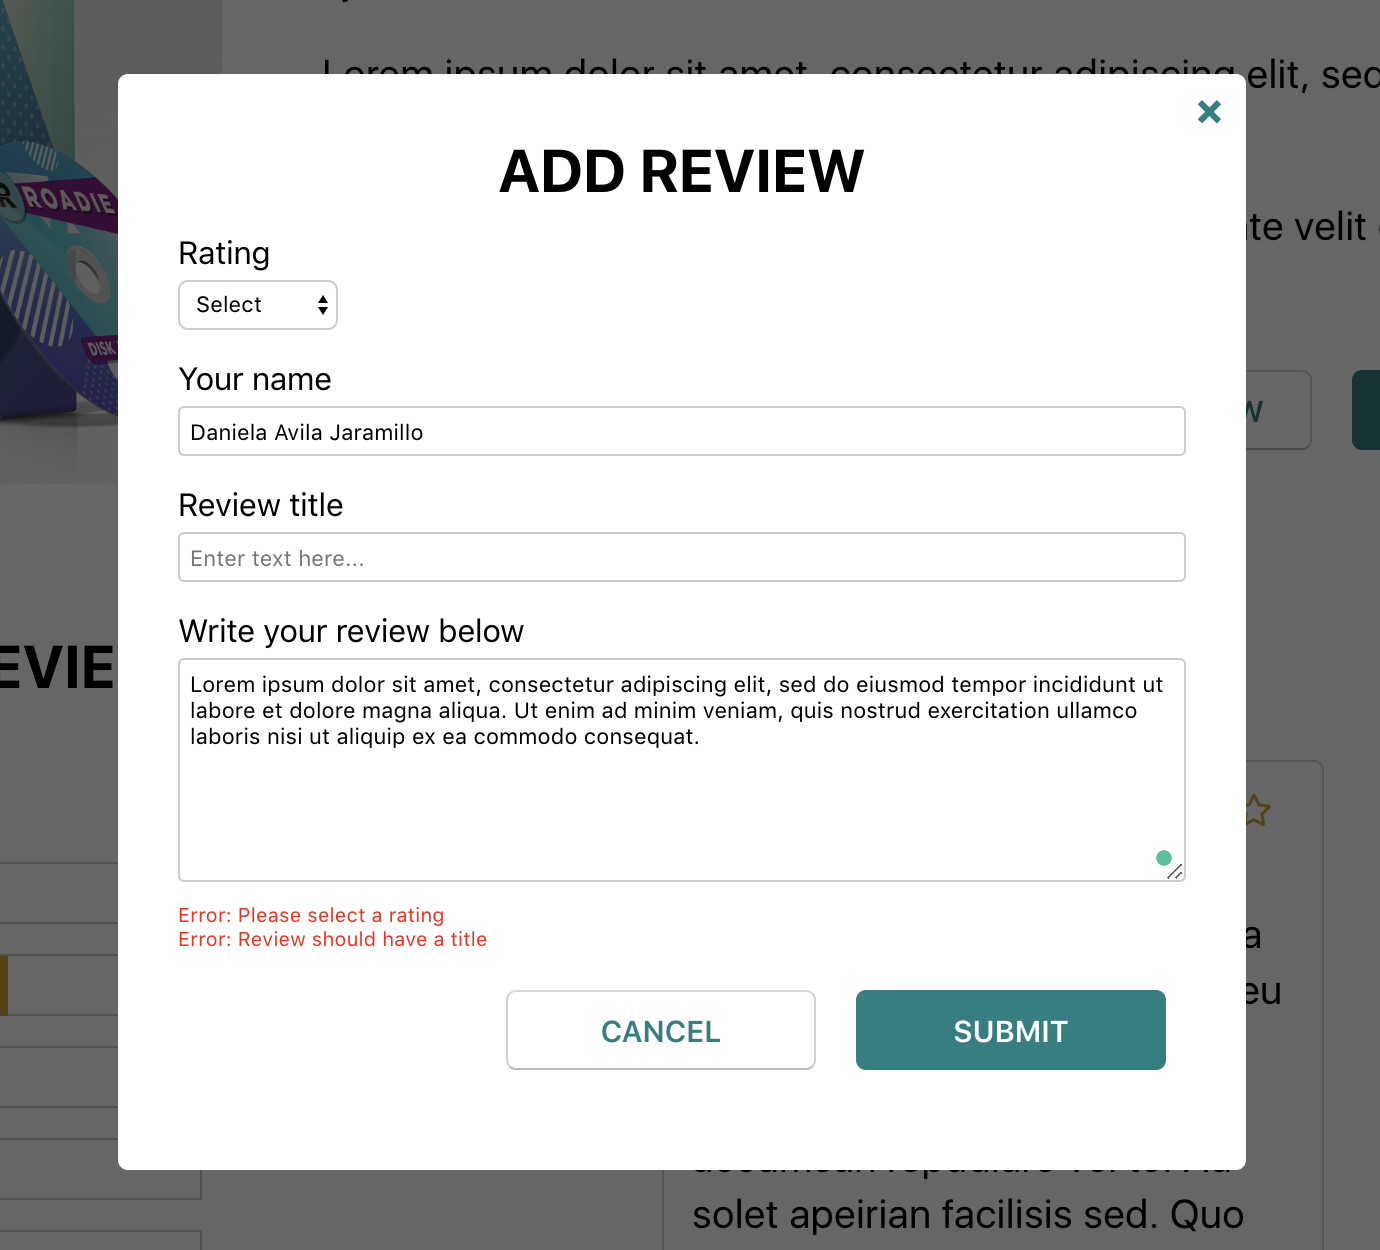 Lorem ipsum dolor sit amet, consectetur adipiscing elit, sed
ADD REVIEW
ROADIE
Rating
te velit
Select
DISK
Your name
W
Daniela Avila Jaramillo
Review title
Enter text here...
Write your review below
EVIE
Lorem ipsum dolor sit amet, consectetur adipiscing elit, sed do eiusmod tempor incididunt ut
labore et dolore magna aliqua. Ut enim ad minim veniam, quis nostrud exercitation ullamco
laboris nisi ut aliquip ex ea commodo consequat.
Error: Please select a rating
a
Error: Review should have a title
eu
CANCEL
SUBMIT
solet apeirian facilisis sed. Quo